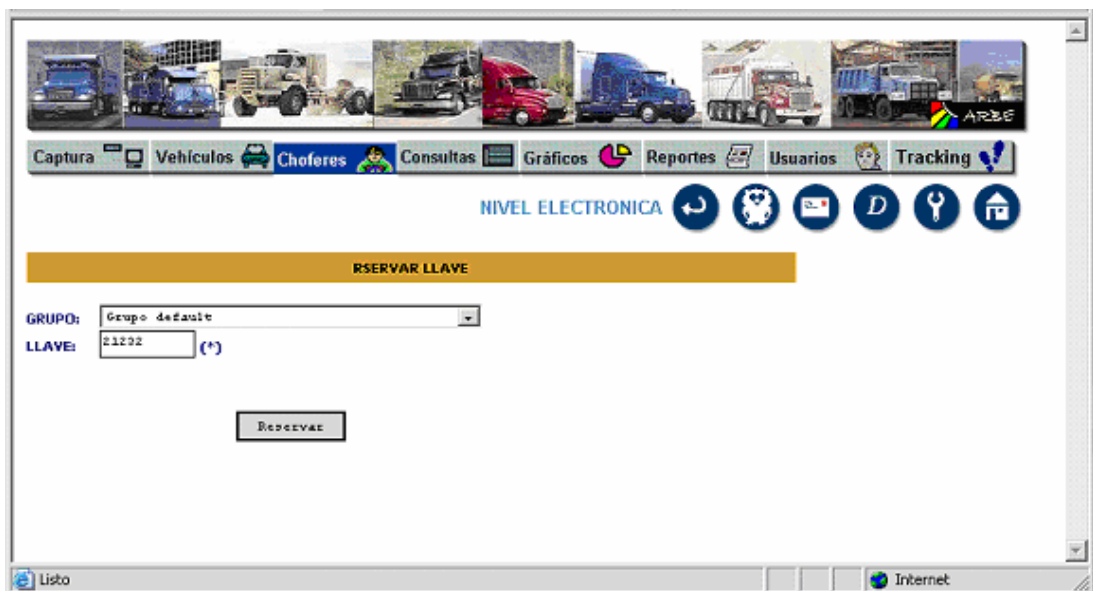 ARBE
Captura Vehículos Choferes Consultas Gráficos Reportes Usuarios Tracking
NIVEL ELECTRONICA D
RSERVAR LLAVE
GRUPO: Grupo default
LLAVE: 21232 (*)
Reservar
Listo Internet